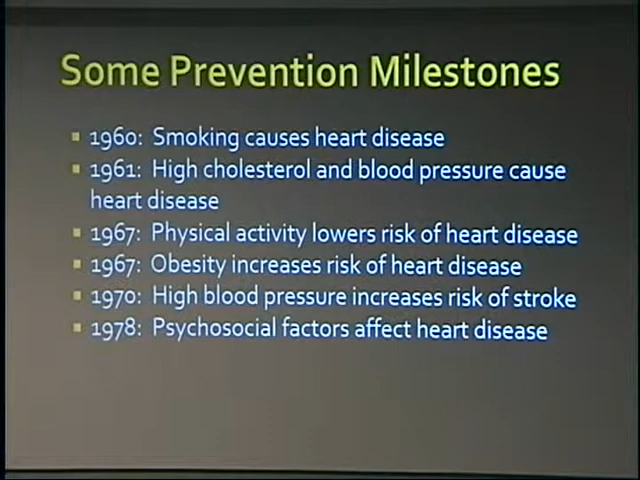 Some Prevention Milestones
1960: Smoking causes heart disease
1961: High cholesterol and blood pressure cause
heart disease
1967: Physical activity lowers risk of heart disease
1967: Obesity increases risk of heart disease
1970: High blood pressure increases risk of stroke
1978: Psychosocial factors affect heart disease